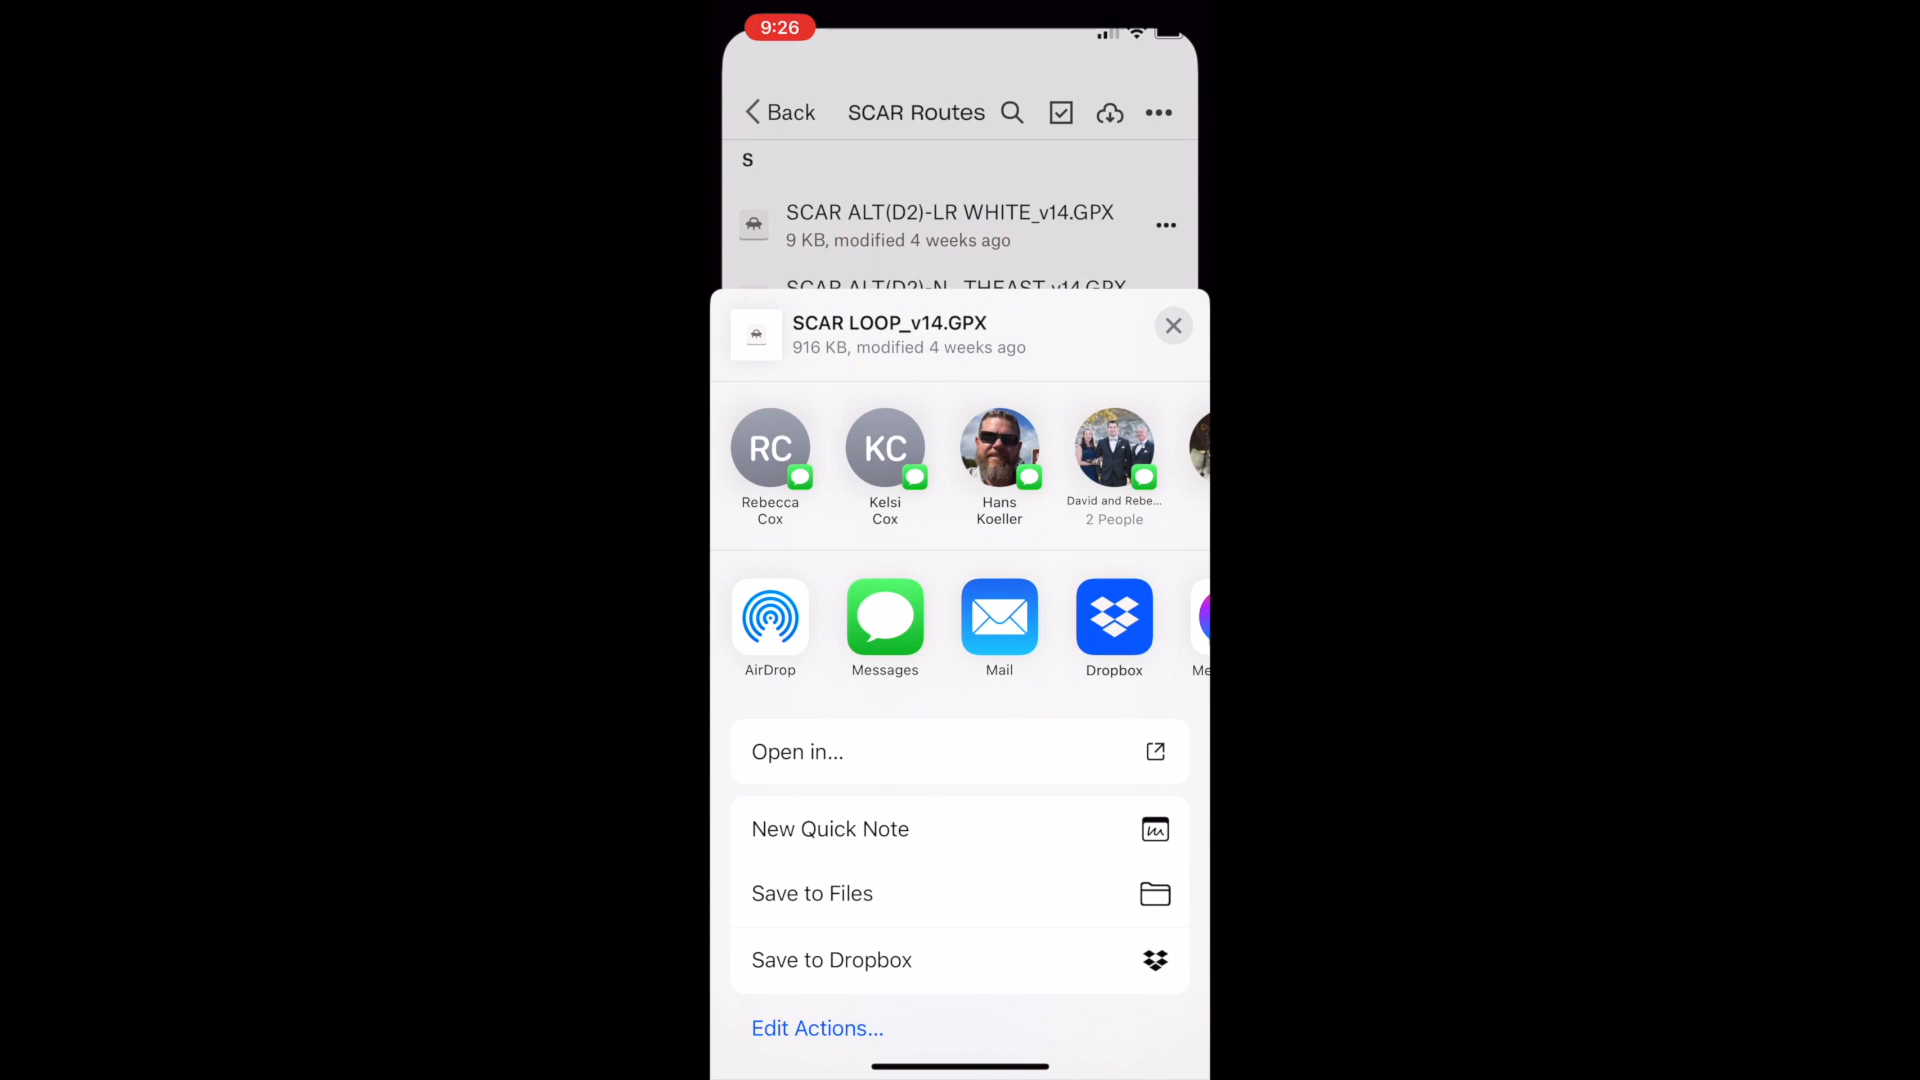 9:26
Back
SCAR Routes
S
SCAR ALT(D2)-LR WHITE_v14.GPX
9 KB, modified 4 weeks ago
SCAR LOOP_v14.GPX
916 KB, modified 4 weeks ago
RC
KC
Rebecca
Cox
Kelsi
Cox
Hans
Koeller
David and Rebe...
2 People
AirDrop
Messages
Mail
Dropbox
Me
Open in...
New Quick Note
Save to Files
Save to Dropbox
Edit Actions...